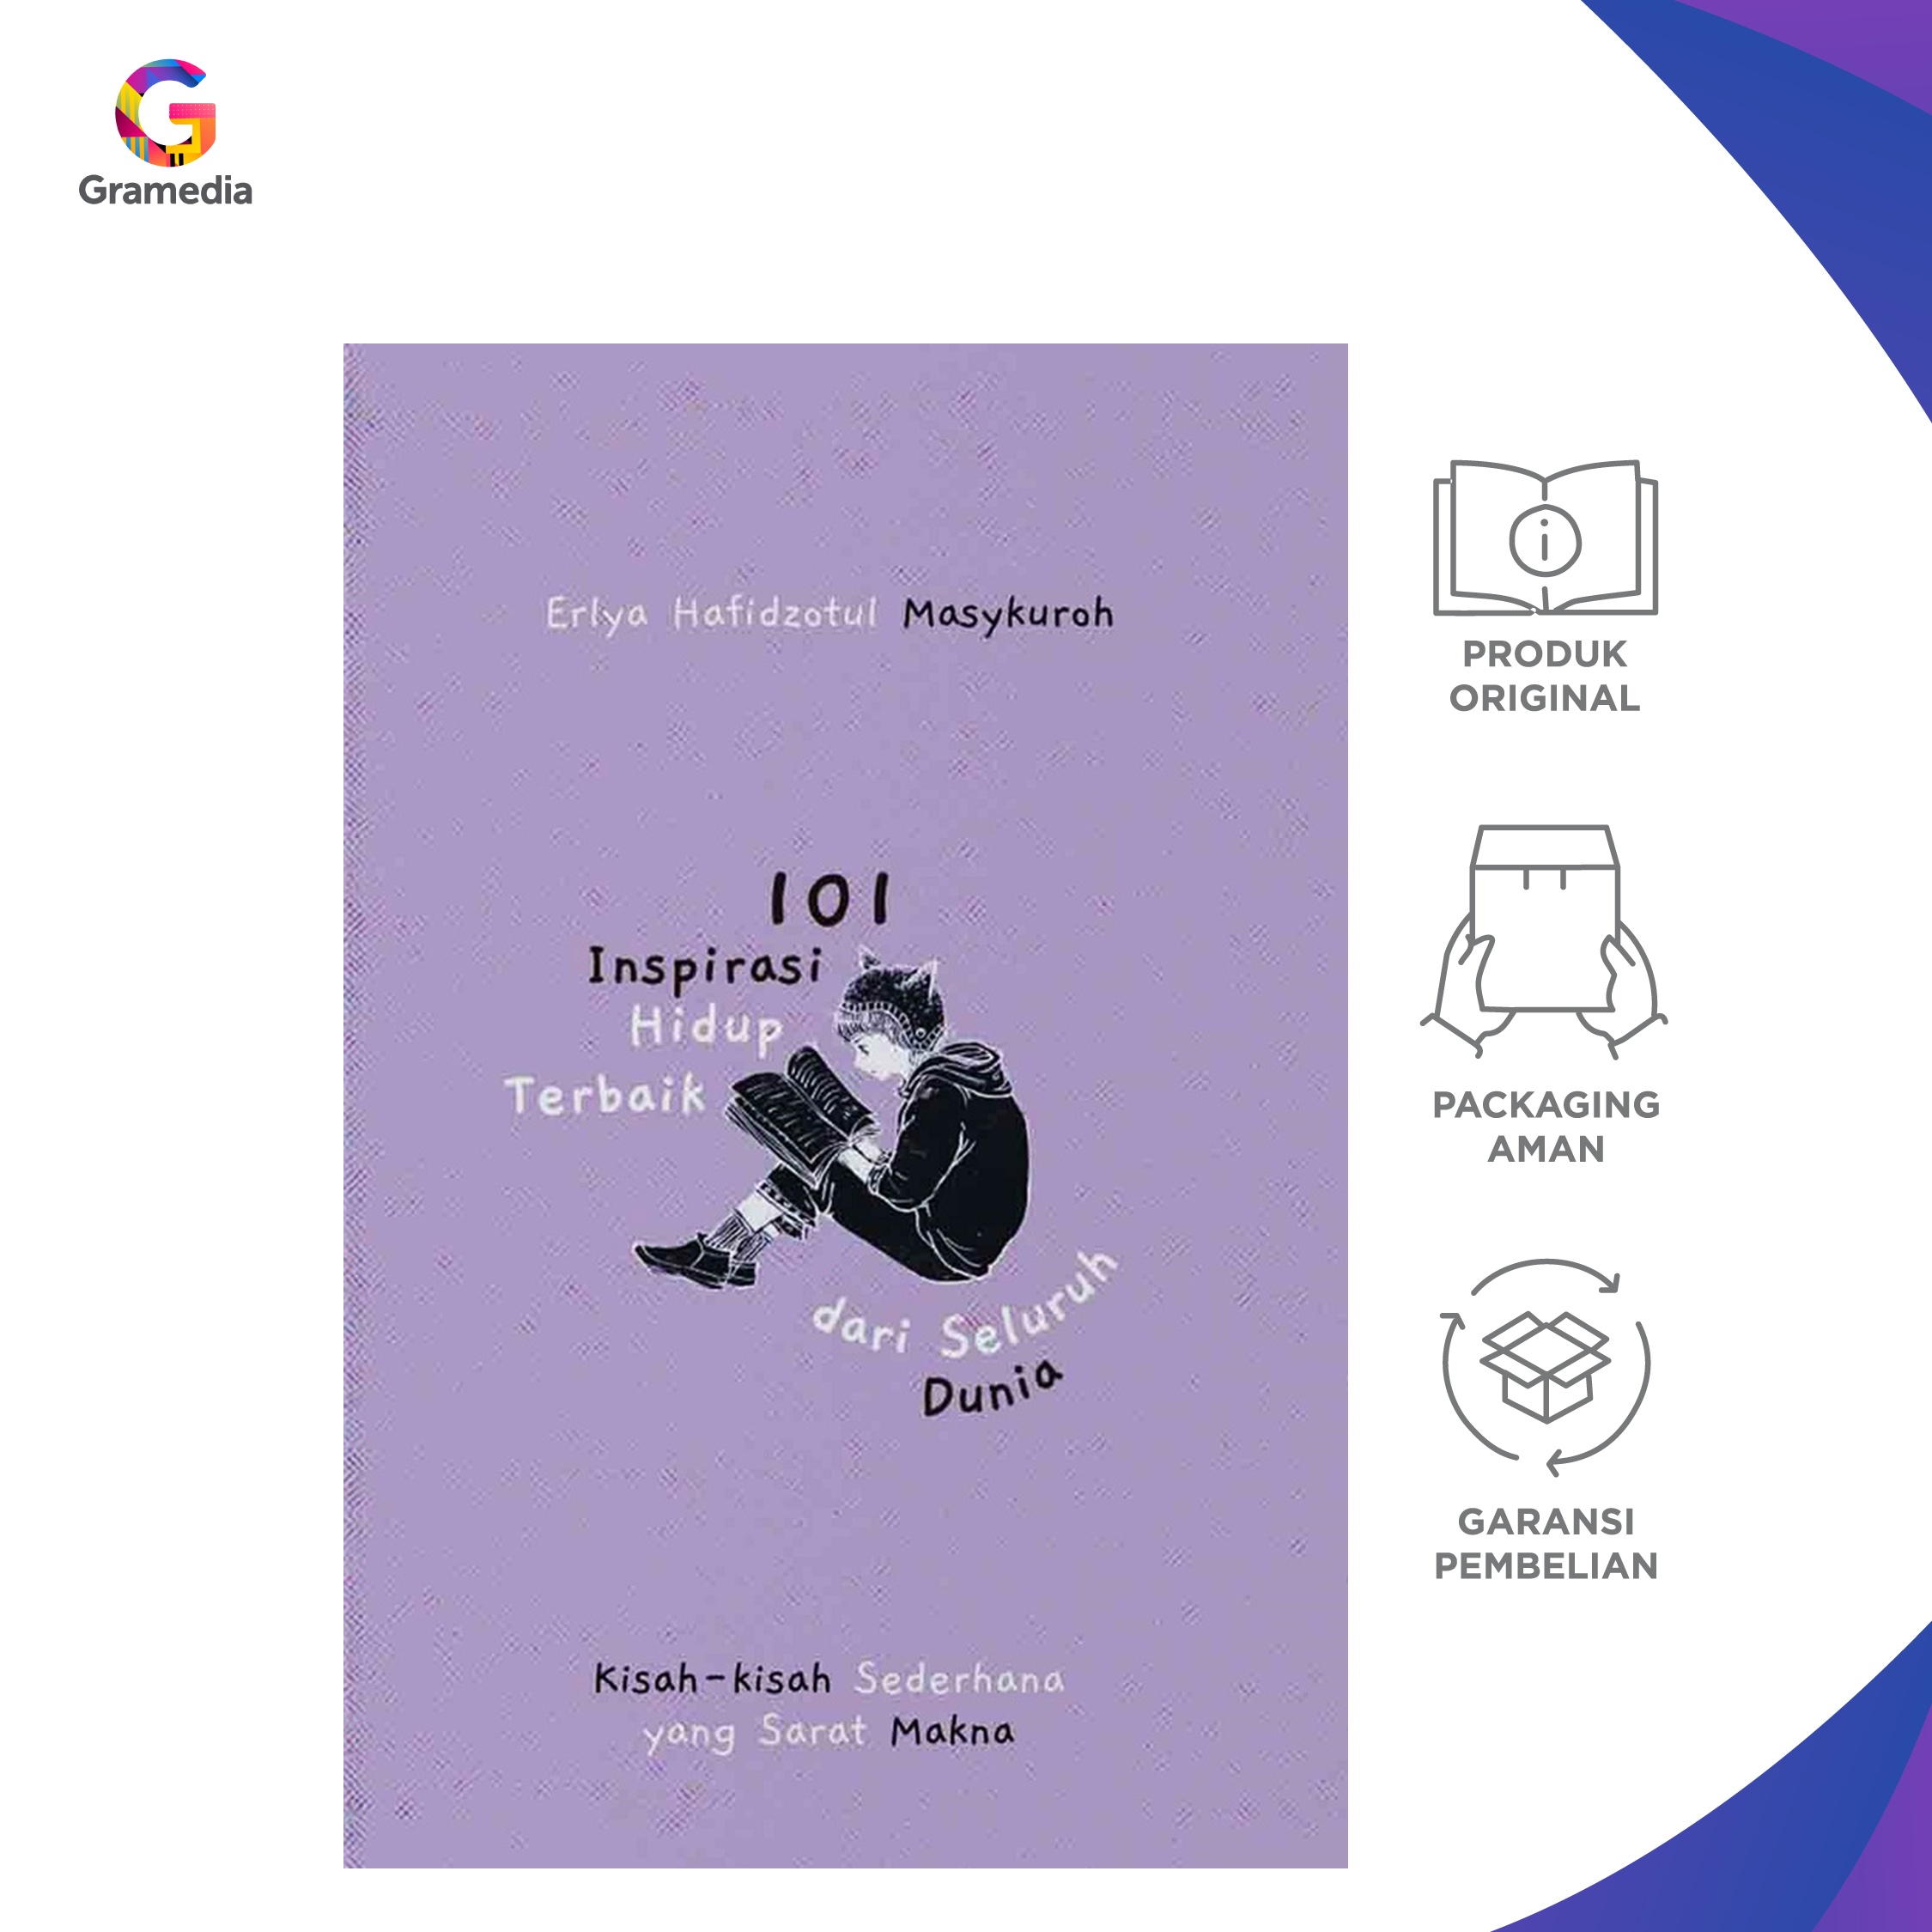 Gramedia
Erlya Hafidzotul Masykuroh
101
Inspirasi
Hidup
Terbaik
dari Seluruh
Dunia
Kisah-kisah Sederhana
yang Sarat Makna
PRODUK
ORIGINAL
PACKAGING
AMAN
GARANSI
PEMBELIAN